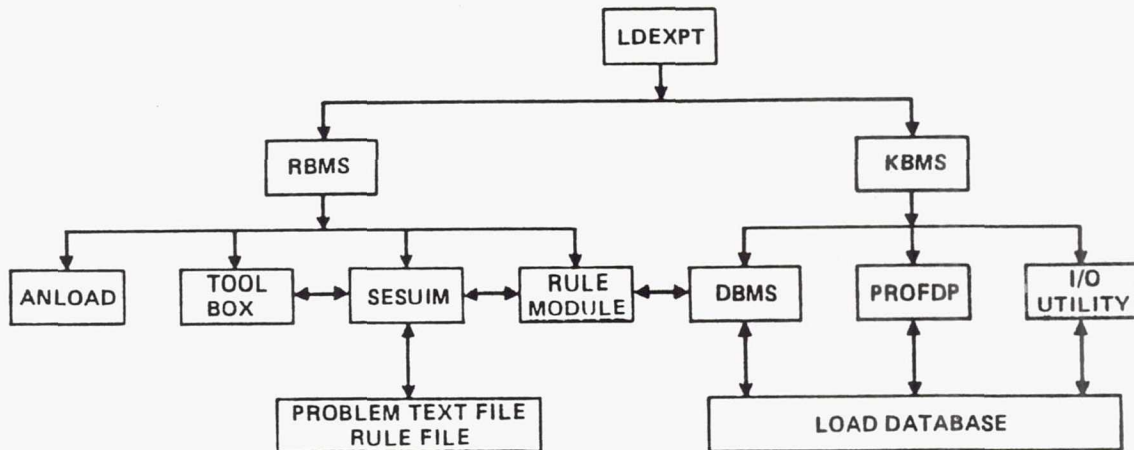 LDEXPT
RBMS
KBMS
ANLOAD
TOOL
BOX
SESUIM
RULE
MODULE
DBMS
PROFDP
I/O
UTILITY
PROBLEM TEXT FILE
RULE FILE
LOAD DATABASE